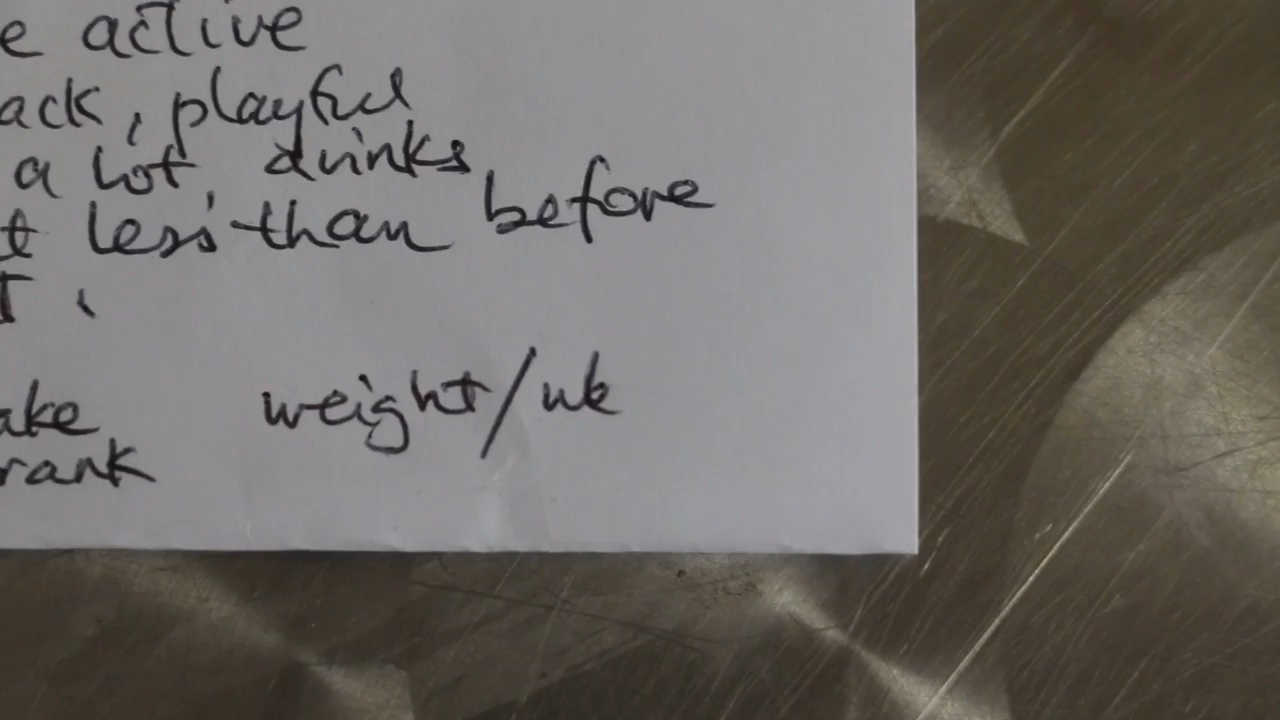 e active
ack, playful
a lot, drinks
t less than before
ake weight/wk
rank